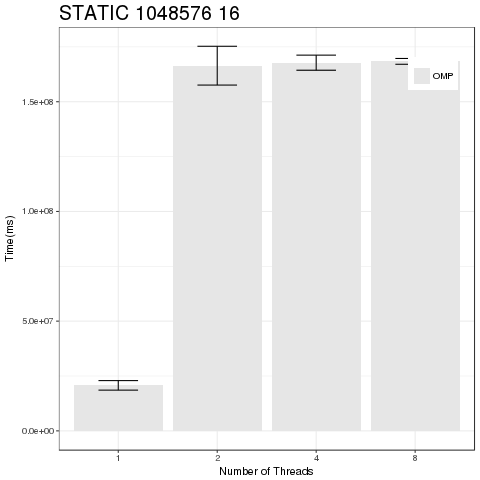 STATIC 1048576 16
Time(ms)
1.5e+08
1.0e+08
5.0e+07
0.0e+00
OMP
1 2 4 8
Number of Threads